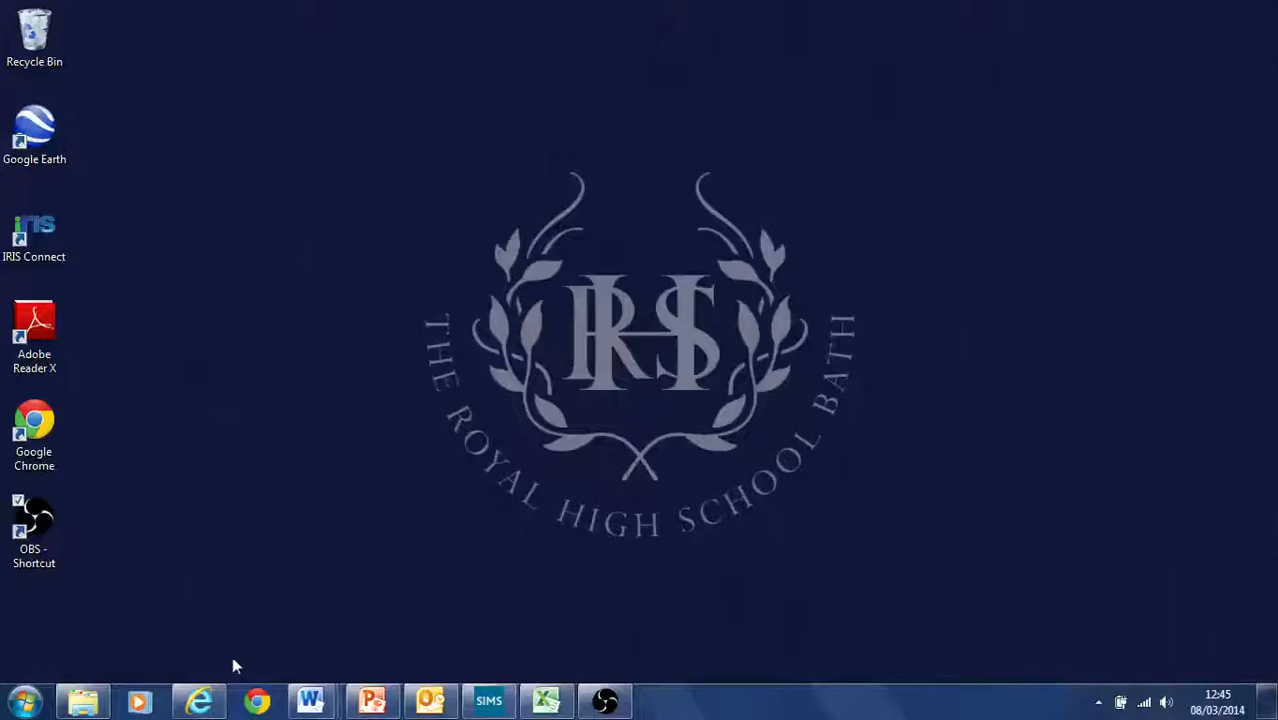 Recycle Bin
Google Earth
iRIS
IRIS Connect
Adobe
Reader X
Google
Chrome
OBS -
Shortcut
RHS
THE ROYAL HIGH SCHOOL BATH
SIMS
12:45
08/03/2014